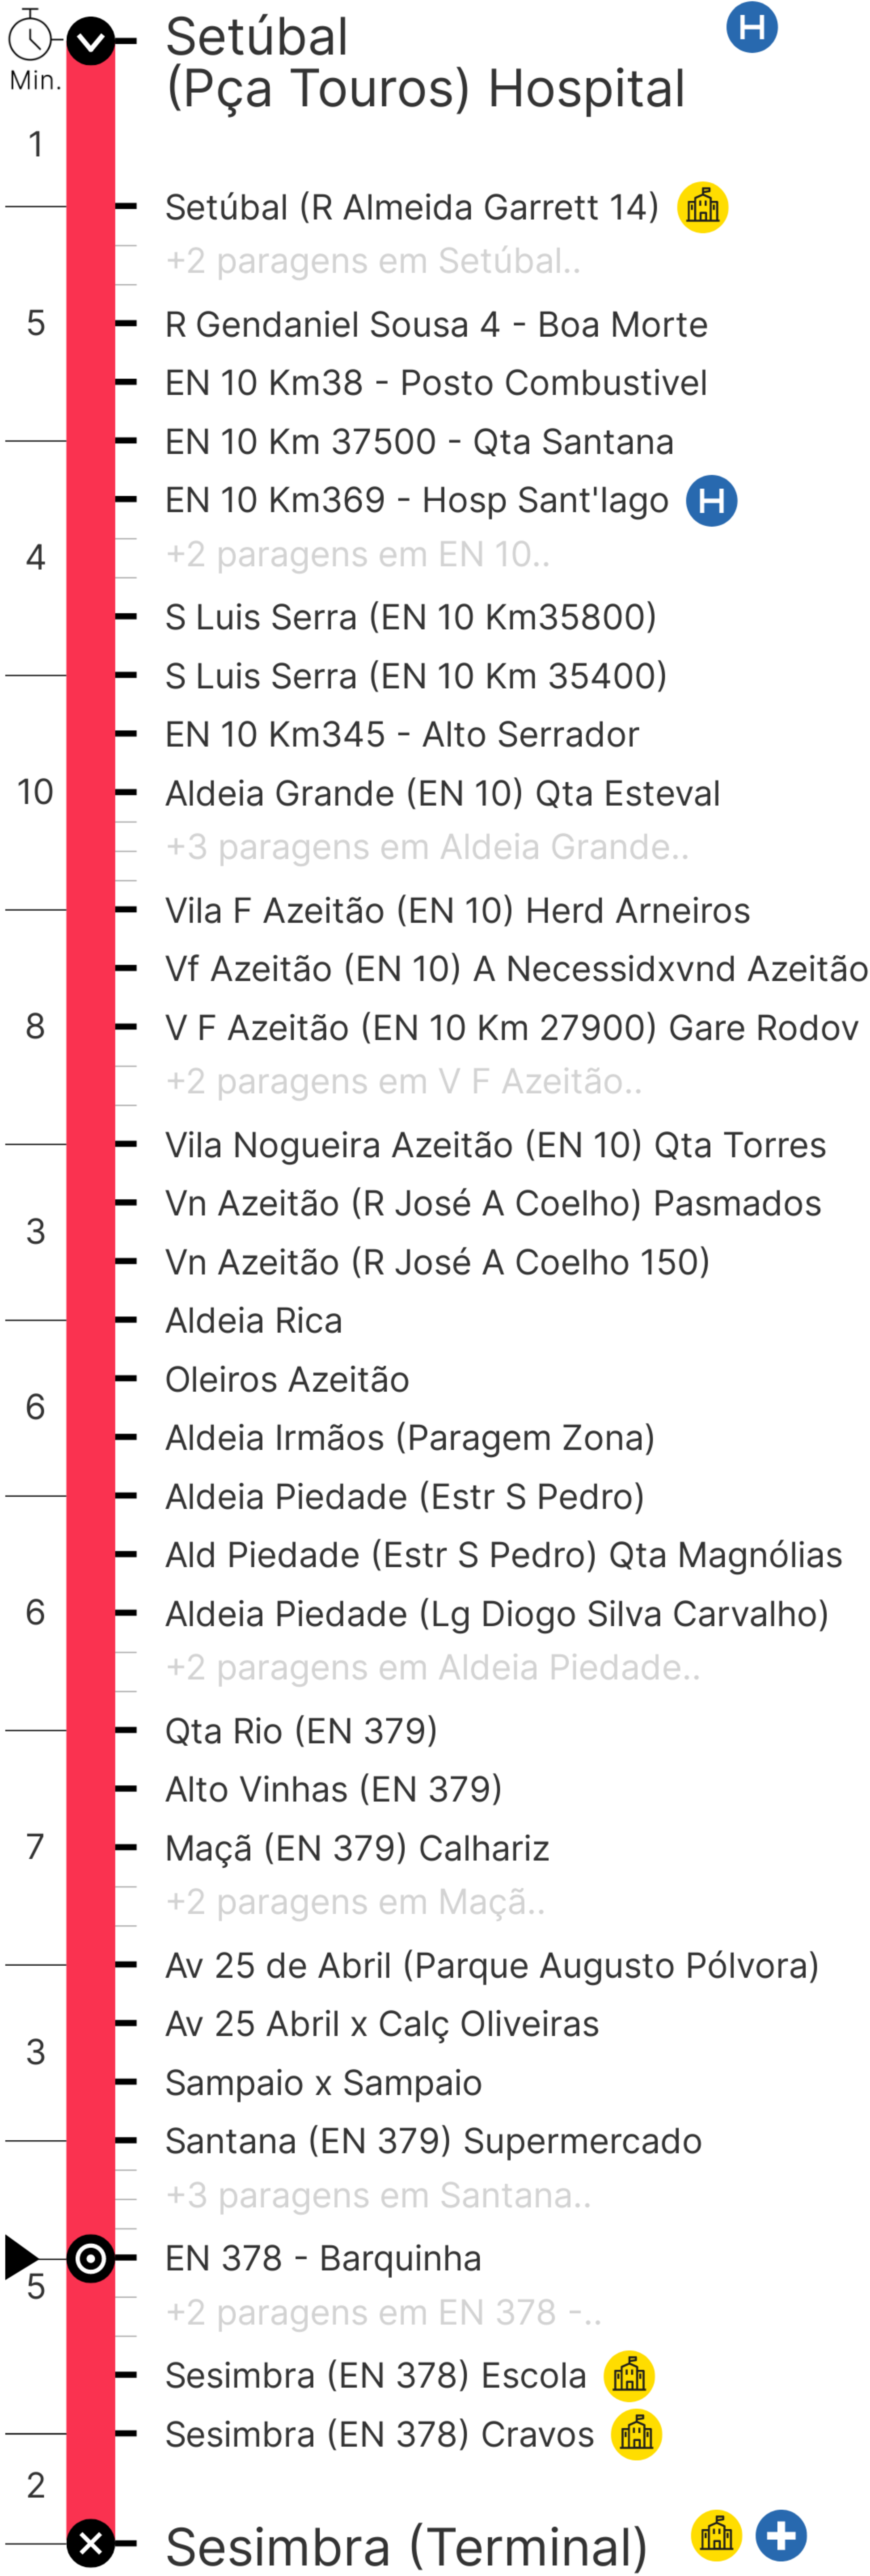 Setúbal
(Pça Touros) Hospital
H
Min.
1
Setúbal (R Almeida Garrett 14)
+2 paragens em Setúbal..
5
R Gendaniel Sousa 4 - Boa Morte
EN 10 Km38 - Posto Combustivel
EN 10 Km 37500 - Qta Santana
EN 10 Km369 - Hosp Sant'Iago
H
+2 paragens em EN 10..
4
S Luis Serra (EN 10 Km35800)
S Luis Serra (EN 10 Km 35400)
EN 10 Km345 - Alto Serrador
10
Aldeia Grande (EN 10) Qta Esteval
+3 paragens em Aldeia Grande..
Vila F Azeitão (EN 10) Herd Arneiros
Vf Azeitão (EN 10) A Necessidxvnd Azeitão
8
V F Azeitão (EN 10 Km 27900) Gare Rodov
+2 paragens em V F Azeitão..
Vila Nogueira Azeitão (EN 10) Qta Torres
Vn Azeitão (R José A Coelho) Pasmados
3
Vn Azeitão (R José A Coelho 150)
Aldeia Rica
Oleiros Azeitão
6
Aldeia Irmãos (Paragem Zona)
Aldeia Piedade (Estr S Pedro)
Ald Piedade (Estr S Pedro) Qta Magnólias
6
Aldeia Piedade (Lg Diogo Silva Carvalho)
+2 paragens em Aldeia Piedade..
Qta Rio (EN 379)
Alto Vinhas (EN 379)
7
Maçã (EN 379) Calhariz
+2 paragens em Maçã..
Av 25 de Abril (Parque Augusto Pólvora)
Av 25 Abril x Calç Oliveiras
3
Sampaio x Sampaio
Santana (EN 379) Supermercado
+3 paragens em Santana..
EN 378 - Barquinha
5
+2 paragens em EN 378 -..
Sesimbra (EN 378) Escola
Sesimbra (EN 378) Cravos
2
Sesimbra (Terminal)